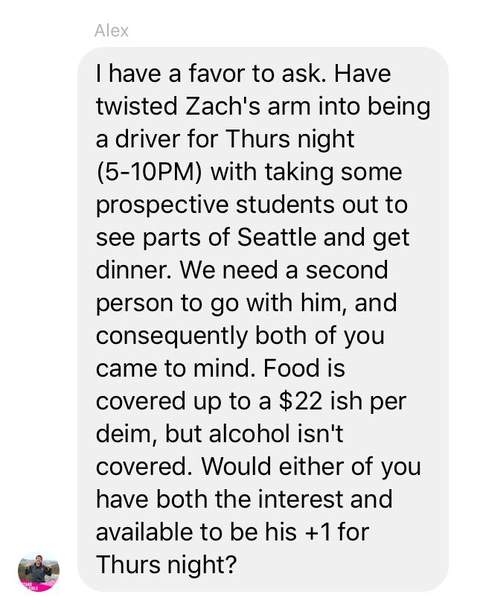 Alex
I have a favor to ask. Have
twisted Zach's arm into being
a driver for Thurs night
(5-10PM) with taking some
prospective students out to
see parts of Seattle and get
dinner. We need a second
person to go with him, and
consequently both of you
came to mind. Food is
covered up to a $22 ish per
deim, but alcohol isn't
covered. Would either of you
have both the interest and
available to be his +1 for
Thurs night?